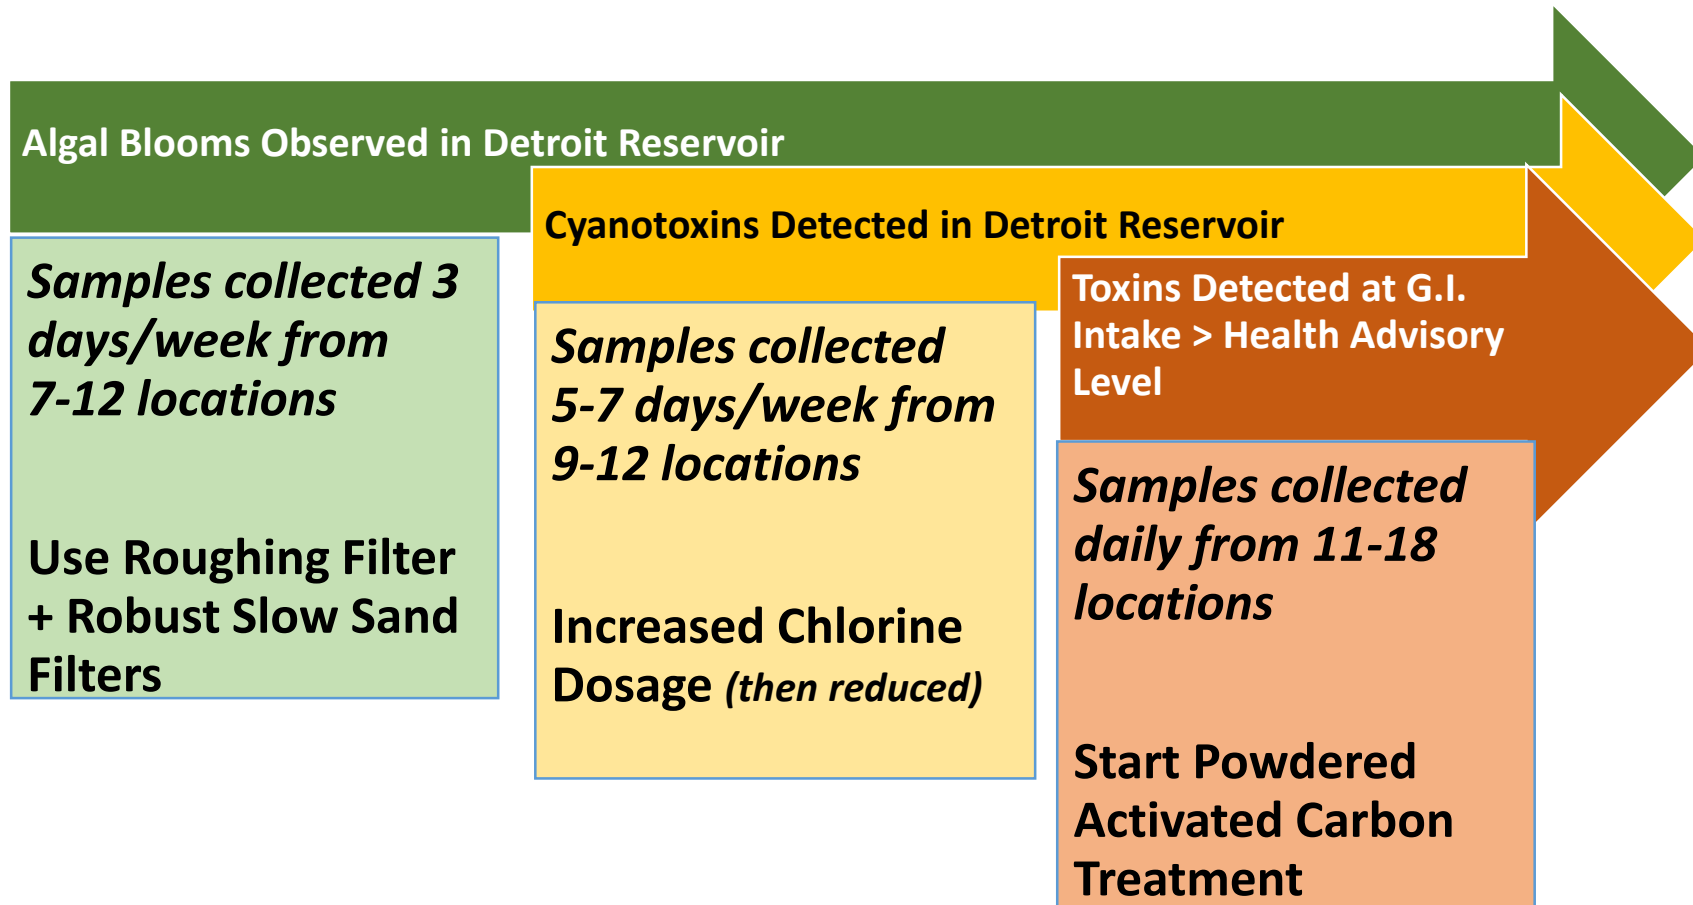 Algal Blooms Observed in Detroit Reservoir
Samples collected 3
days/week from
7-12 locations
Use Roughing Filter
+ Robust Slow Sand
Filters
Cyanotoxins Detected in Detroit Reservoir
Samples collected
5-7 days/week from
9-12 locations
Increased Chlorine
Dosage (then reduced)
Toxins Detected at G.I.
Intake > Health Advisory
Level
Samples collected
daily from 11-18
locations
Start Powdered
Activated Carbon
Treatment